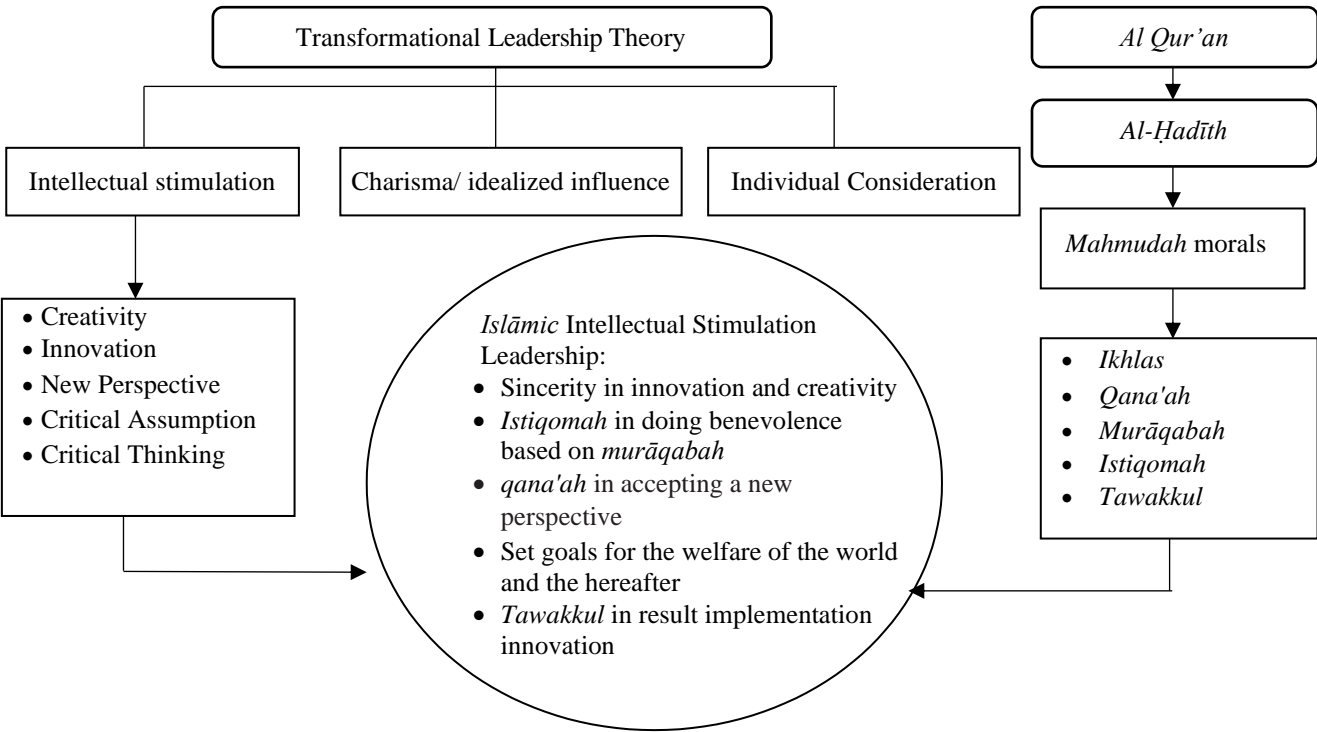 Transformational Leadership Theory
Al Qur’an
Al-Ḥadīth
Intellectual stimulation
Charisma/ idealized influence
Individual Consideration
Mahmudah morals
• Creativity
• Innovation
• New Perspective
• Critical Assumption
• Critical Thinking
Islāmic Intellectual Stimulation
Leadership:
• Sincerity in innovation and creativity
• Istiqomah in doing benevolence
based on murāqabah
• qana'ah in accepting a new
perspective
• Set goals for the welfare of the world
and the hereafter
• Tawakkul in result implementation
innovation
• Ikhlas
• Qana'ah
• Murāqabah
• Istiqomah
• Tawakkul